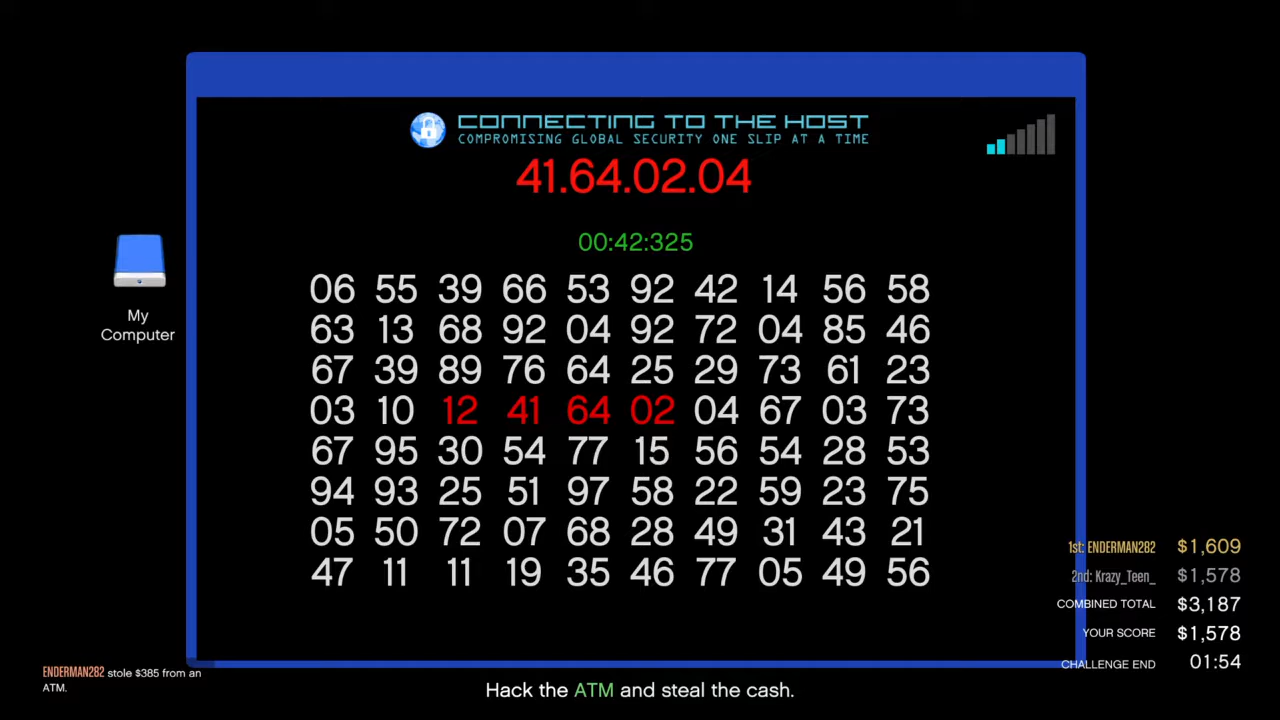 CONNECTING TO THE HOST
COMPROMISING GLOBAL SECURITY ONE SLIP AT A TIME
41.64.02.04
00:42:325
06 55 39 66 53 92 42 14 56 58
63 13 68 92 04 92 72 04 85 46
67 39 89 76 64 25 29 73 61 23
03 10 12 41 64 02 04 67 03 73
67 95 30 54 77 15 56 54 28 53
94 93 25 51 97 58 22 59 23 75
05 50 72 07 68 28 49 31 43 21
47 11 11 19 35 46 77 05 49 56
My
Computer
1st: ENDERMAN282 $1,609
2nd: Krazy_Teen_ $1,578
COMBINED TOTAL $3,187
YOUR SCORE $1,578
CHALLENGE END 01:54
ENDERMAN282 stole $385 from an
ATM.
Hack the ATM and steal the cash.